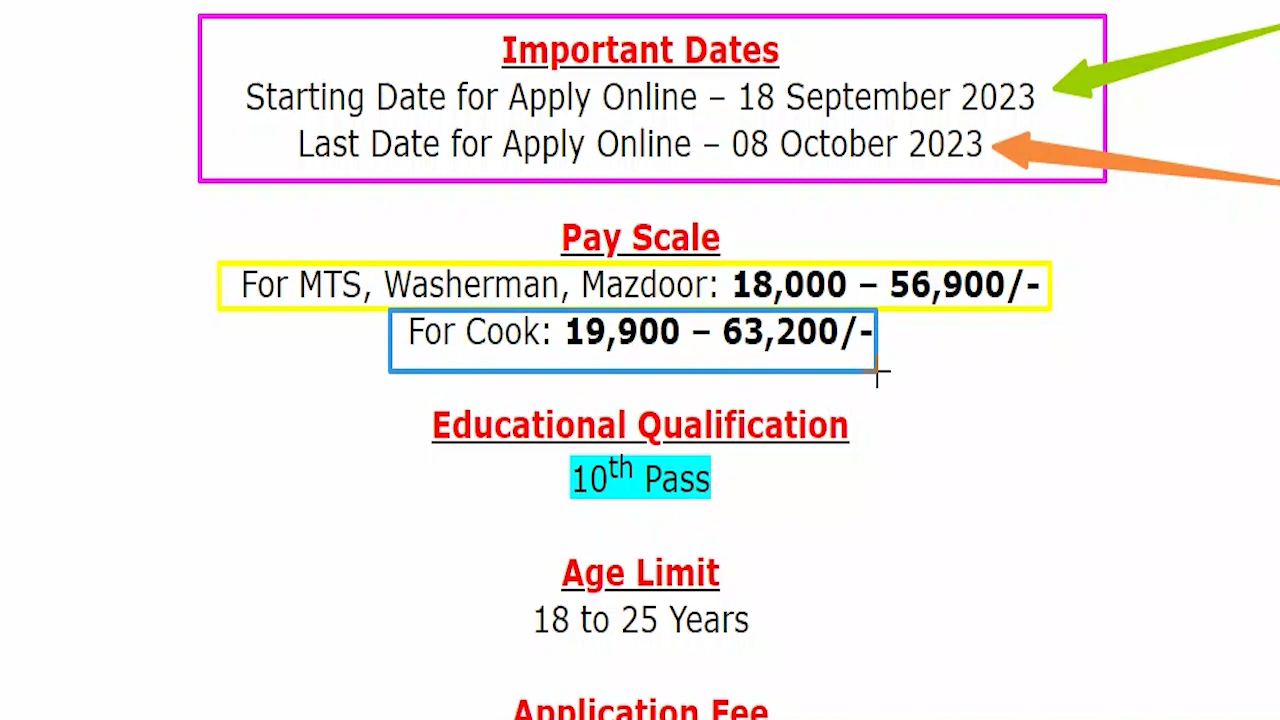 Important Dates
Starting Date for Apply Online – 18 September 2023
Last Date for Apply Online – 08 October 2023
Pay Scale
For MTS, Washerman, Mazdoor: 18,000 – 56,900/-
For Cook: 19,900 – 63,200/-
Educational Qualification
10th Pass
Age Limit
18 to 25 Years
Application Fee